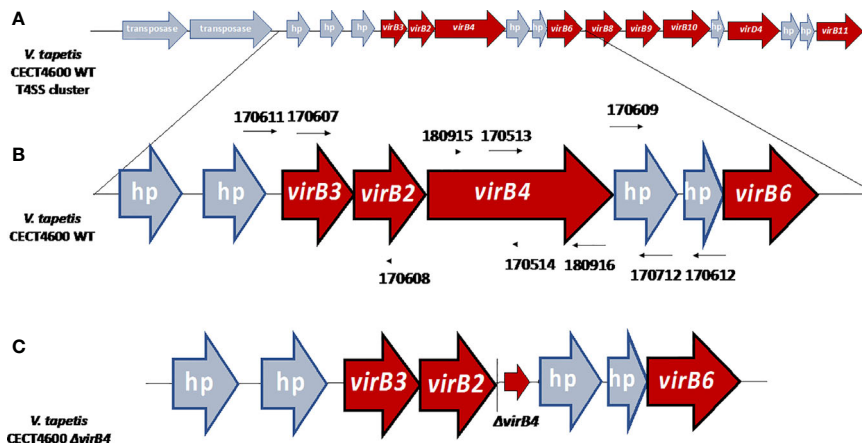 A
transposase transposase hp hp hp virB3 virB2 virB4 hp hp virB6 virB8 virB9 virB10 hp virD4 hp hp virB11
V. tapetis
CECT4600 WT
T4SS cluster
170611 170607 180915 170513 170609
B
hp hp virB3 virB2 virB4 hp hp virB6
V. tapetis
CECT4600 WT
170608 170514 180916 170712 170612
C
hp hp virB3 virB2 hp hp virB6
ΔvirB4
V. tapetis
CECT4600 ΔvirB4